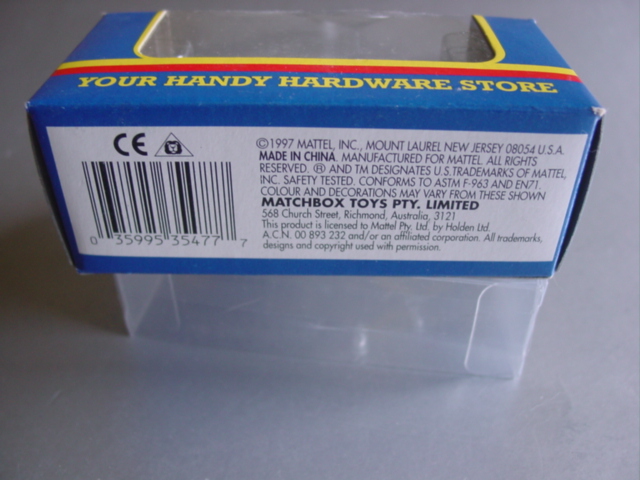 YOUR HANDY HARDWARE STORE
CE
©1997 MATTEL, INC., MOUNT LAUREL NEW JERSEY 08054 U.S.A.
MADE IN CHINA. MANUFACTURED FOR MATTEL. ALL RIGHTS
RESERVED. ® AND TM DESIGNATES U.S. TRADEMARKS OF MATTEL,
INC. SAFETY TESTED. CONFORMS TO ASTM F-963 AND EN71.
COLOUR AND DECORATIONS MAY VARY FROM THESE SHOWN
MATCHBOX TOYS PTY. LIMITED
568 Church Street, Richmond, Australia, 3121
This product is licensed to Mattel Pty. Ltd. by Holden Ltd.
A.C.N. 00 893 232 and/or an affiliated corporation. All trademarks,
designs and copyright used with permission.
0 35995 35477 7